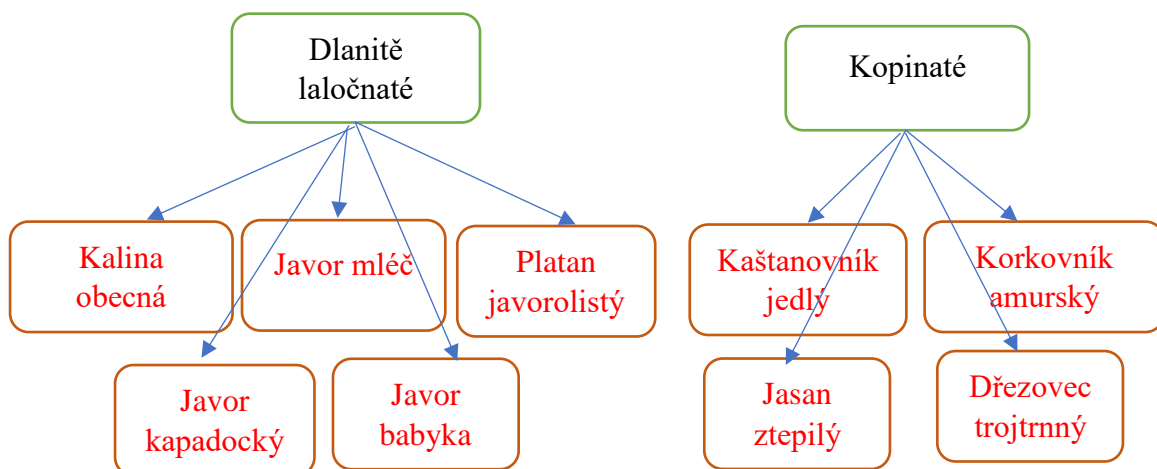 Dlanitě
laločnaté
Kopinaté
Kalina
obecná
Javor mléč
Platan
javorolistý
Kaštanovník
jedlý
Korkovník
amurský
Javor
kapadocký
Javor
babyka
Jasan
ztepilý
Dřezovec
trojtrnný